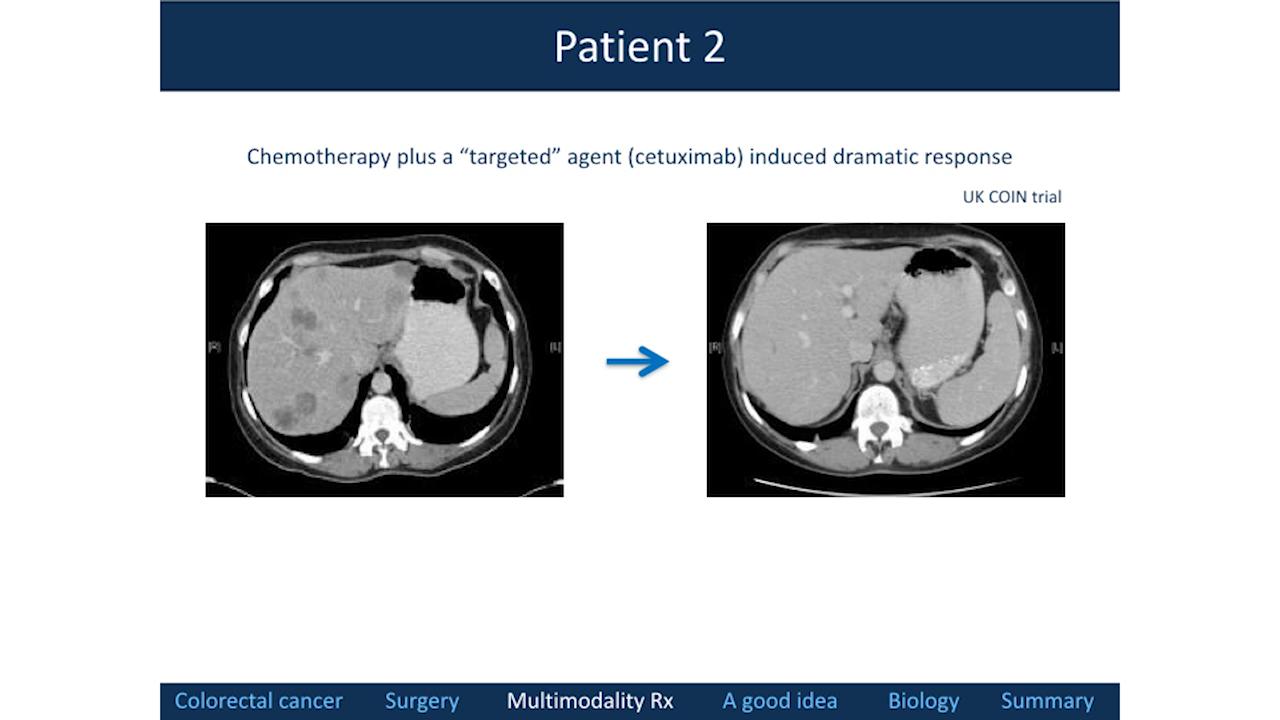 Patient 2
Chemotherapy plus a “targeted” agent (cetuximab) induced dramatic response
UK COIN trial
[R] [L] [R] [L]
Colorectal cancer Surgery Multimodality Rx A good idea Biology Summary